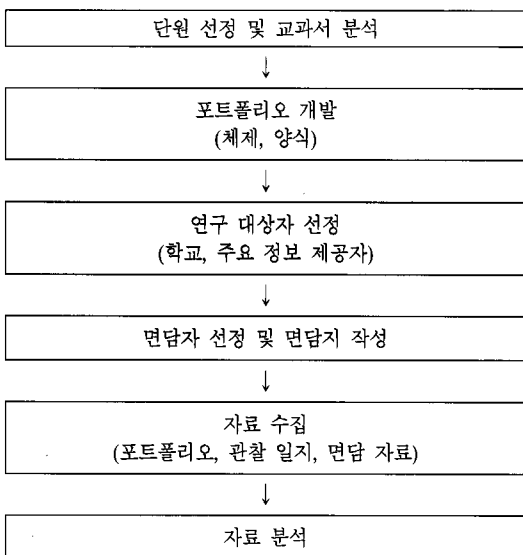 단원 선정 및 교과서 분석
↓
포트폴리오 개발
(체제, 양식)
↓
연구 대상자 선정
(학교, 주요 정보 제공자)
↓
면담자 선정 및 면담지 작성
↓
자료 수집
(포트폴리오, 관찰 일지, 면담 자료)
↓
자료 분석